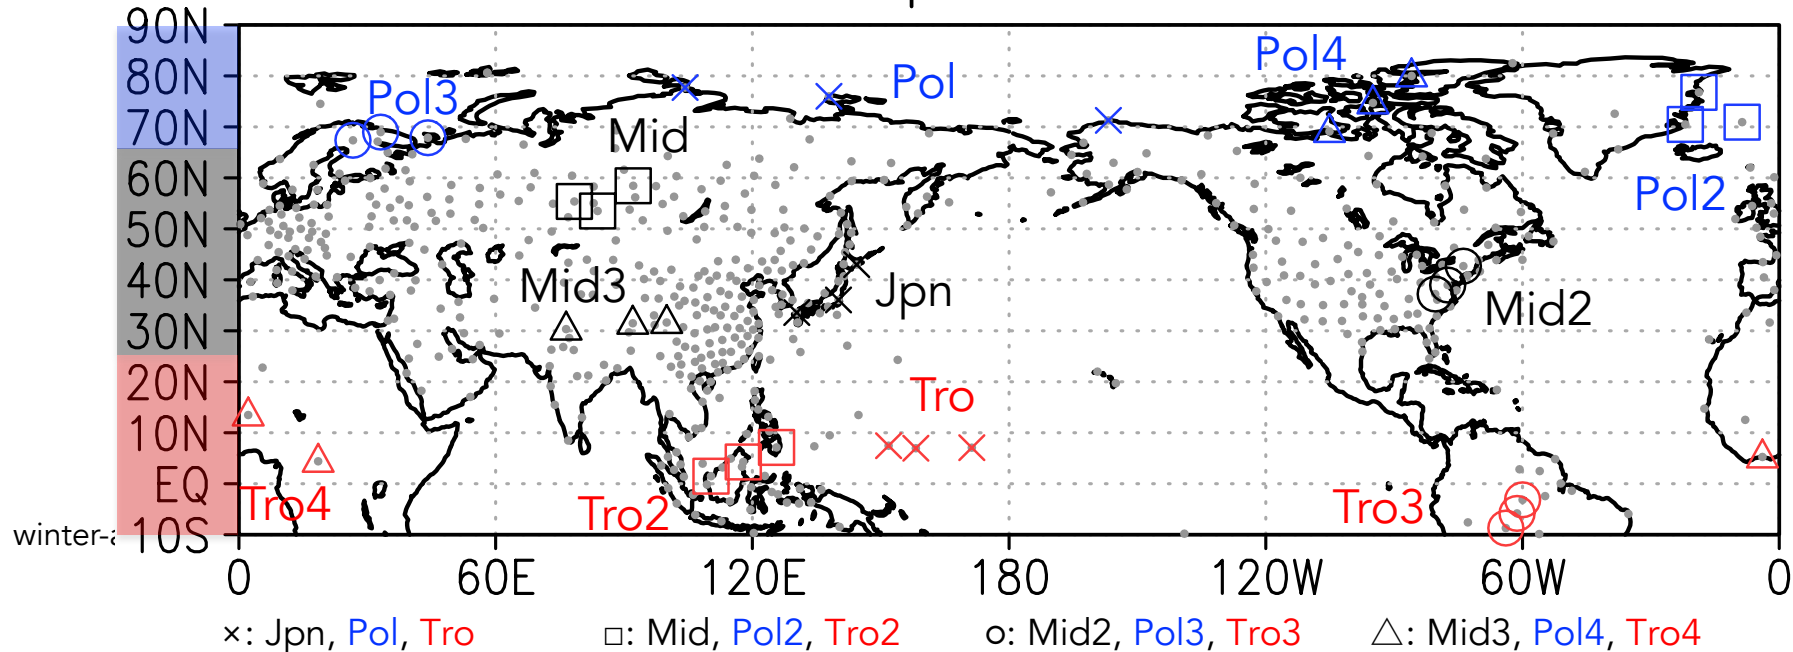 90N
80N
70N
60N
50N
40N
30N
20N
10N
EQ
10S
Pol3
Pol
Pol4
Mid
Pol2
Mid3
Jpn
Mid2
Tro
Tro4
Tro2
Tro3
winter-
0 60E 120E 180 120W 60W 0
×: Jpn, Pol, Tro □: Mid, Pol2, Tro2 ○: Mid2, Pol3, Tro3 △: Mid3, Pol4, Tro4